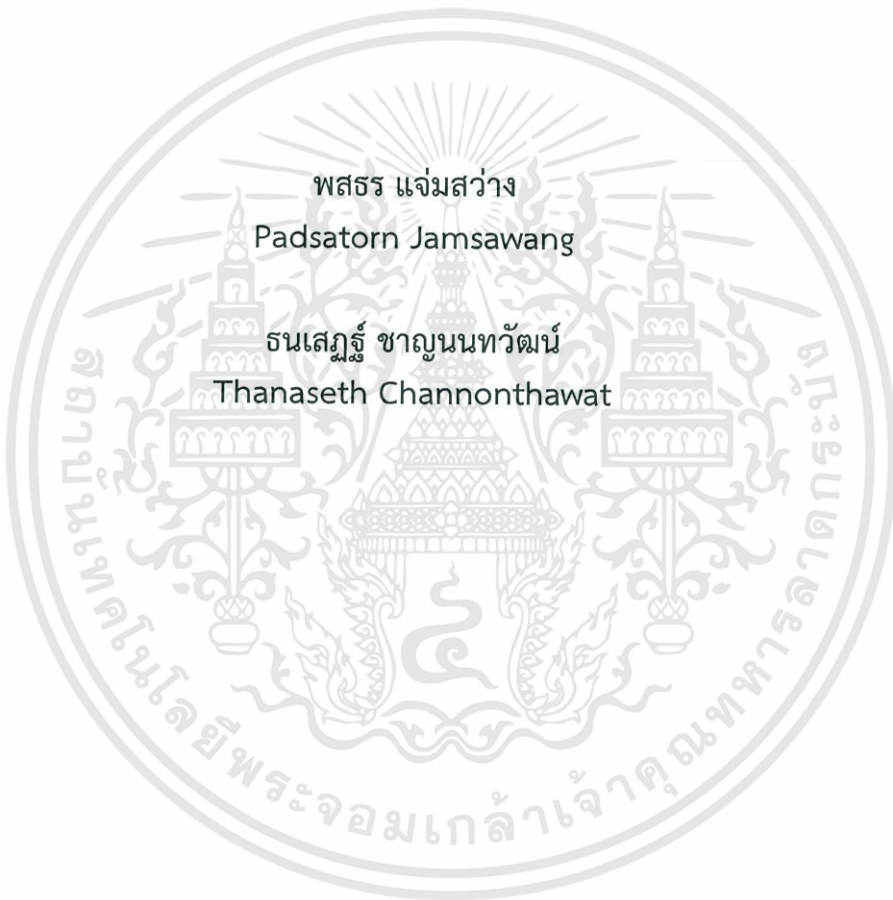 พสธร แจ่มสว่าง
Padsatorn Jamsawang
ธนเสฏฐ์ ชาญนนทวัฒน์
Thanaseth Channonthawat
สถาบันเทคโนโลยีพระจอมเกล้าเจ้าคุณทหารลาดกระบัง